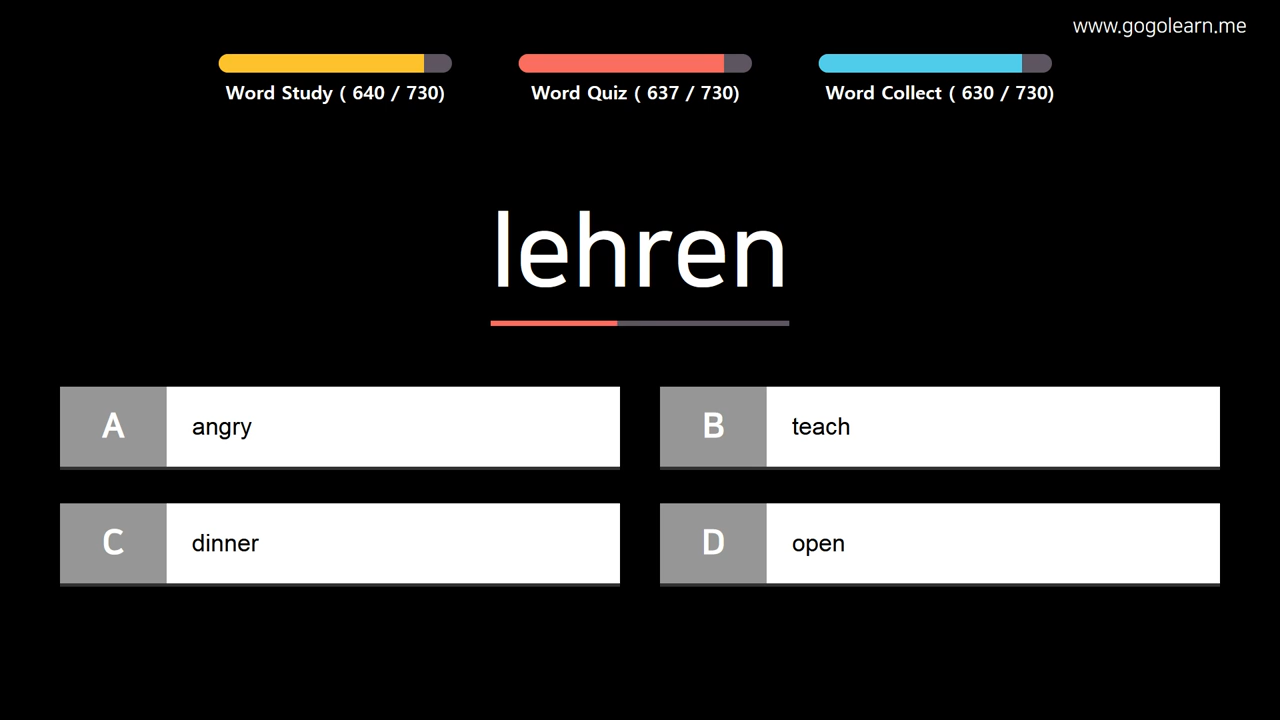 www.gogolearn.me
Word Study ( 640 / 730)
Word Quiz ( 637 / 730)
Word Collect ( 630 / 730)
lehren
A angry
B teach
C dinner
D open